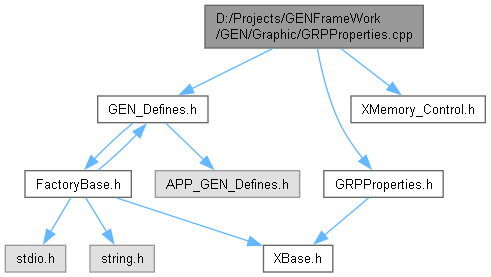 D:/Projects/GENFrameWork
/GEN/Graphic/GRPProperties.cpp
GEN_Defines.h
XMemory_Control.h
FactoryBase.h
APP_GEN_Defines.h
GRPProperties.h
stdio.h
string.h
XBase.h